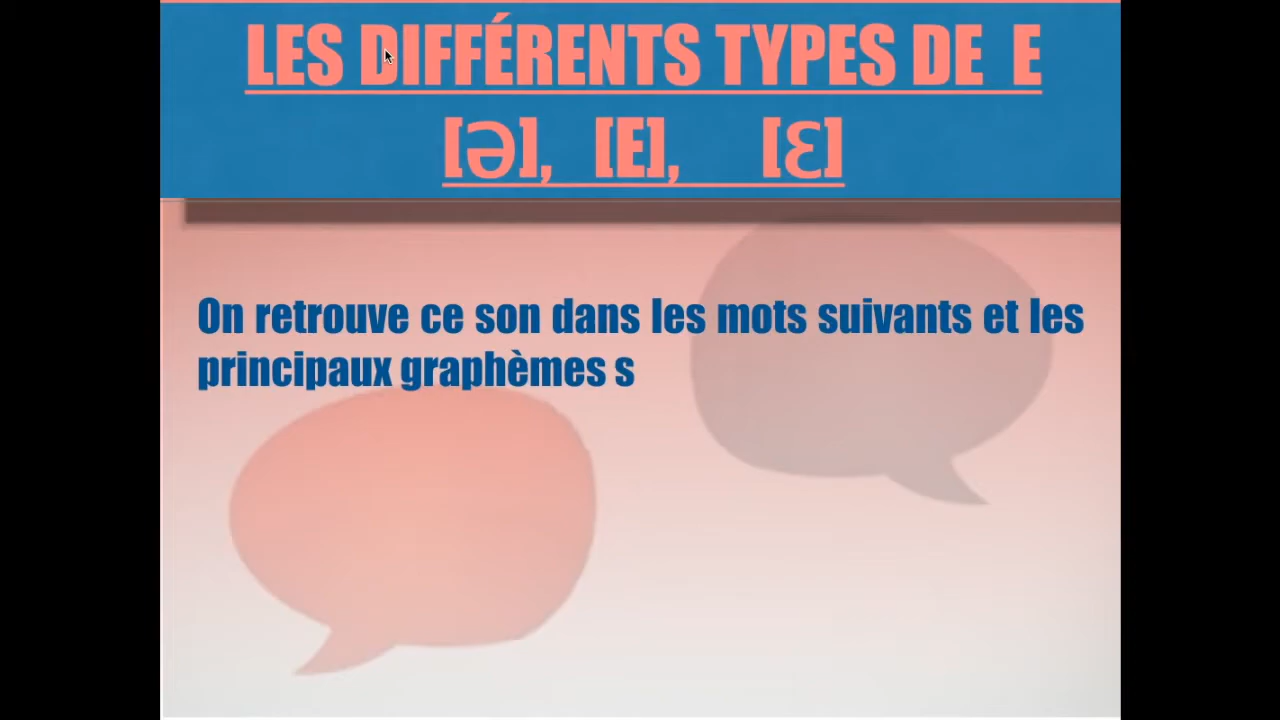 LES DIFFÉRENTS TYPES DE E
[Ə], [E], [Ɛ]
On retrouve ce son dans les mots suivants et les
principaux graphèmes s